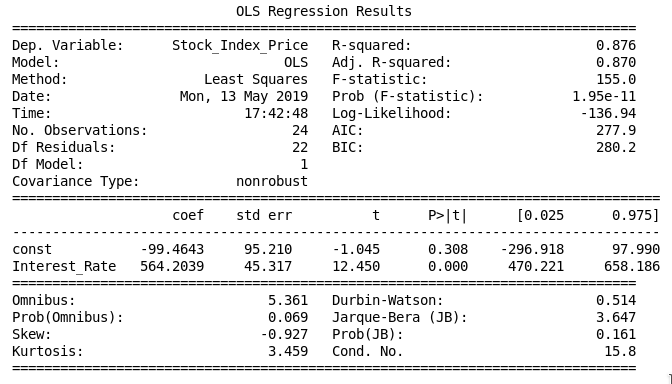 OLS Regression Results
==============================================================================
Dep. Variable:      Stock_Index_Price   R-squared:                       0.876
Model:                            OLS   Adj. R-squared:                  0.870
Method:                 Least Squares   F-statistic:                     155.0
Date:                Mon, 13 May 2019   Prob (F-statistic):           1.95e-11
Time:                        17:42:48   Log-Likelihood:                -136.94
No. Observations:                  24   AIC:                             277.9
Df Residuals:                      22   BIC:                             280.2
Df Model:                           1
Covariance Type:            nonrobust
=================================================================================
                    coef    std err          t      P>|t|      [0.025      0.975]
---------------------------------------------------------------------------------
const           -99.4643     95.210     -1.045      0.308    -296.918      97.990
Interest_Rate   564.2039     45.317     12.450      0.000     470.221     658.186
==============================================================================
Omnibus:                        5.361   Durbin-Watson:                   0.514
Prob(Omnibus):                  0.069   Jarque-Bera (JB):                3.647
Skew:                          -0.927   Prob(JB):                        0.161
Kurtosis:                       3.459   Cond. No.                         15.8
==============================================================================